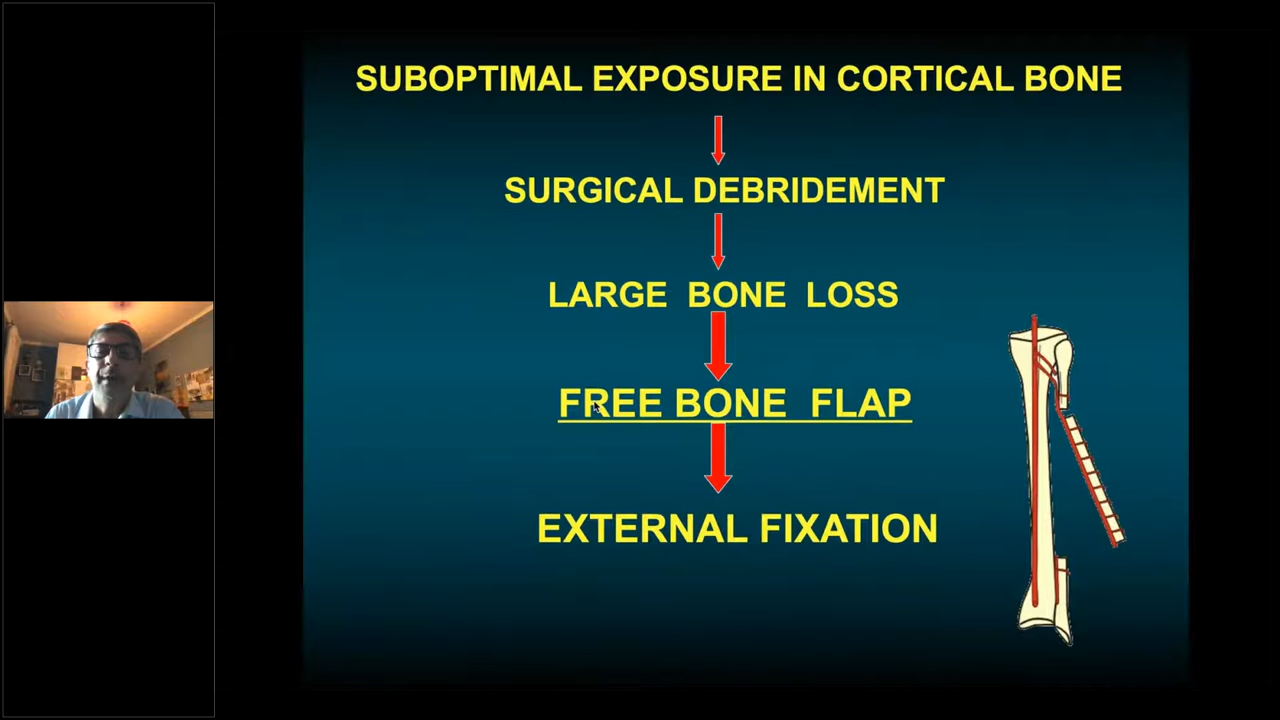 SUBOPTIMAL EXPOSURE IN CORTICAL BONE
SURGICAL DEBRIDEMENT
LARGE BONE LOSS
FREE BONE FLAP
EXTERNAL FIXATION